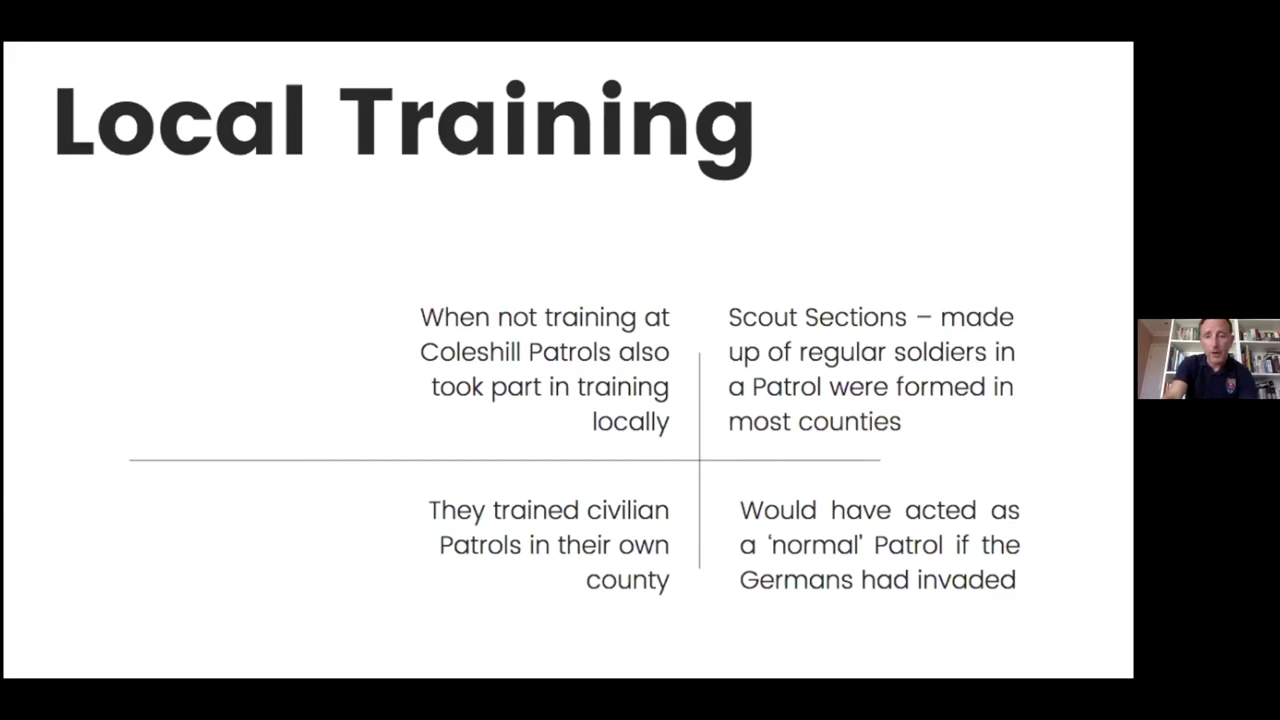 Local Training
When not training at
Coleshill Patrols also
took part in training
locally
Scout Sections – made
up of regular soldiers in
a Patrol were formed in
most counties
They trained civilian
Patrols in their own
county
Would have acted as
a 'normal' Patrol if the
Germans had invaded